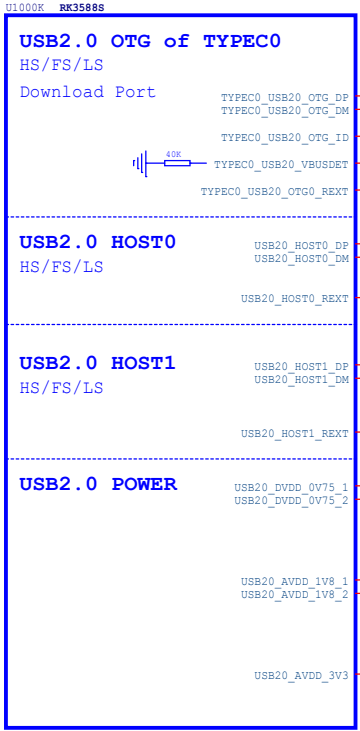 U1000K RK3588S
USB2.0 OTG of TYPEC0
HS/FS/LS
Download Port
TYPEC0_USB20_OTG_DP
TYPEC0_USB20_OTG_DM
TYPEC0_USB20_OTG_ID
40K
TYPEC0_USB20_VBUSDET
TYPEC0_USB20_OTG0_REXT
USB2.0 HOST0
HS/FS/LS
USB20_HOST0_DP
USB20_HOST0_DM
USB20_HOST0_REXT
USB2.0 HOST1
HS/FS/LS
USB20_HOST1_DP
USB20_HOST1_DM
USB20_HOST1_REXT
USB2.0 POWER
USB20_DVDD_0V75_1
USB20_DVDD_0V75_2
USB20_AVDD_1V8_1
USB20_AVDD_1V8_2
USB20_AVDD_3V3